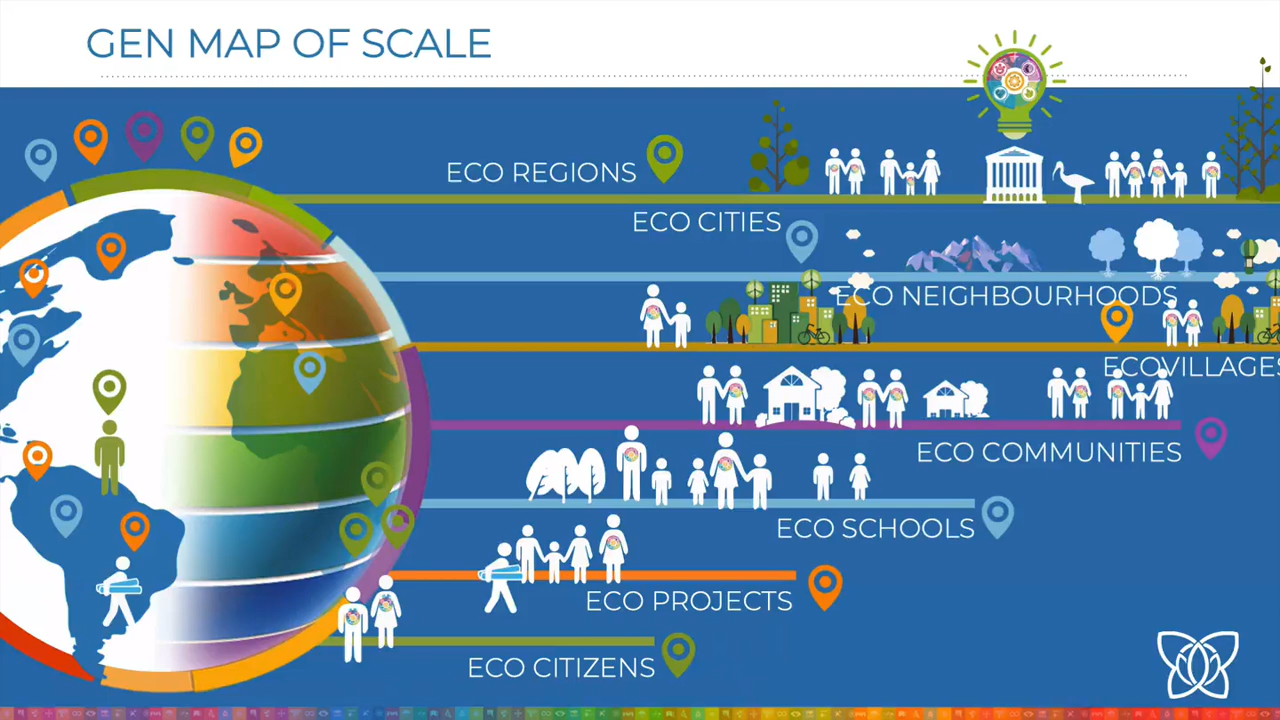 GEN MAP OF SCALE
ECO REGIONS
ECO CITIES
ECO NEIGHBOURHOODS
ECOVILLAGES
ECO COMMUNITIES
ECO SCHOOLS
ECO PROJECTS
ECO CITIZENS